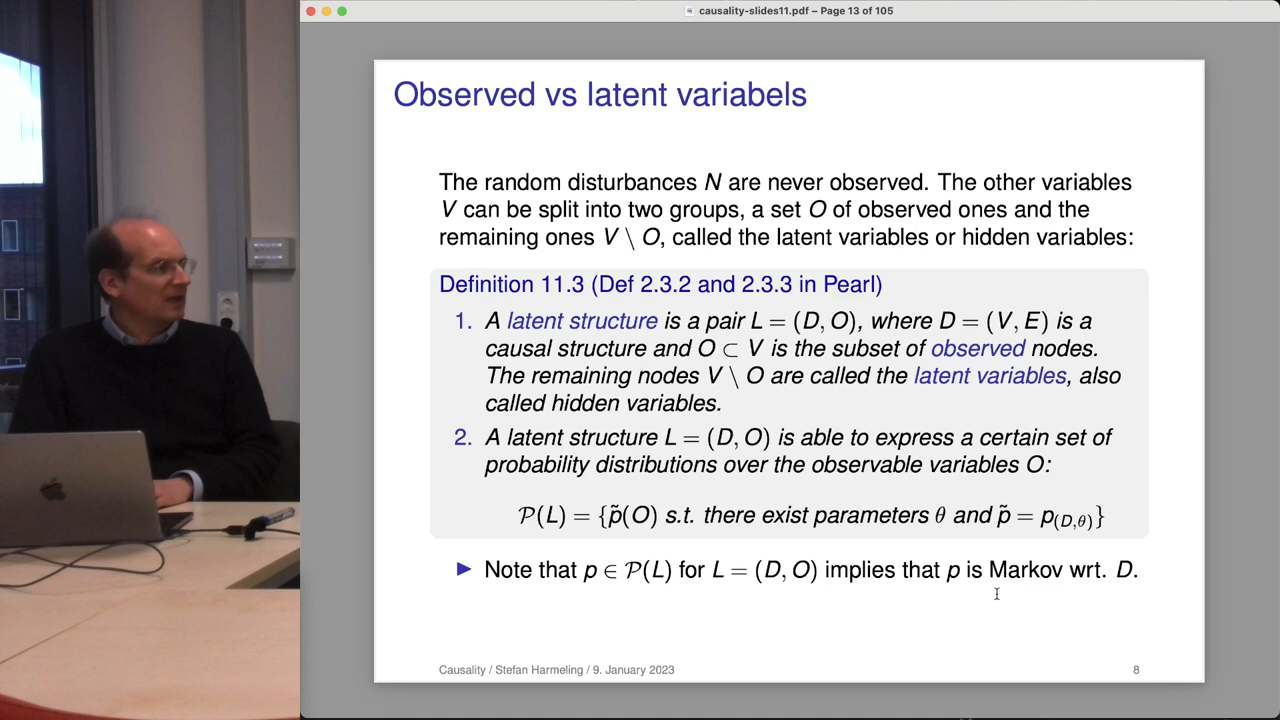 causality-slides11.pdf – Page 13 of 105
Observed vs latent variabels
The random disturbances N are never observed. The other variables
V can be split into two groups, a set O of observed ones and the
remaining ones V \ O, called the latent variables or hidden variables:
Definition 11.3 (Def 2.3.2 and 2.3.3 in Pearl)
1. A latent structure is a pair L = (D, O), where D = (V, E) is a
causal structure and O ⊂ V is the subset of observed nodes.
The remaining nodes V \ O are called the latent variables, also
called hidden variables.
2. A latent structure L = (D, O) is able to express a certain set of
probability distributions over the observable variables O:
𝒫(L) = {p̃(O) s.t. there exist parameters θ and p̃ = p_(D,θ)}
▶ Note that p ∈ 𝒫(L) for L = (D, O) implies that p is Markov wrt. D.
Causality / Stefan Harmeling / 9. January 2023 8